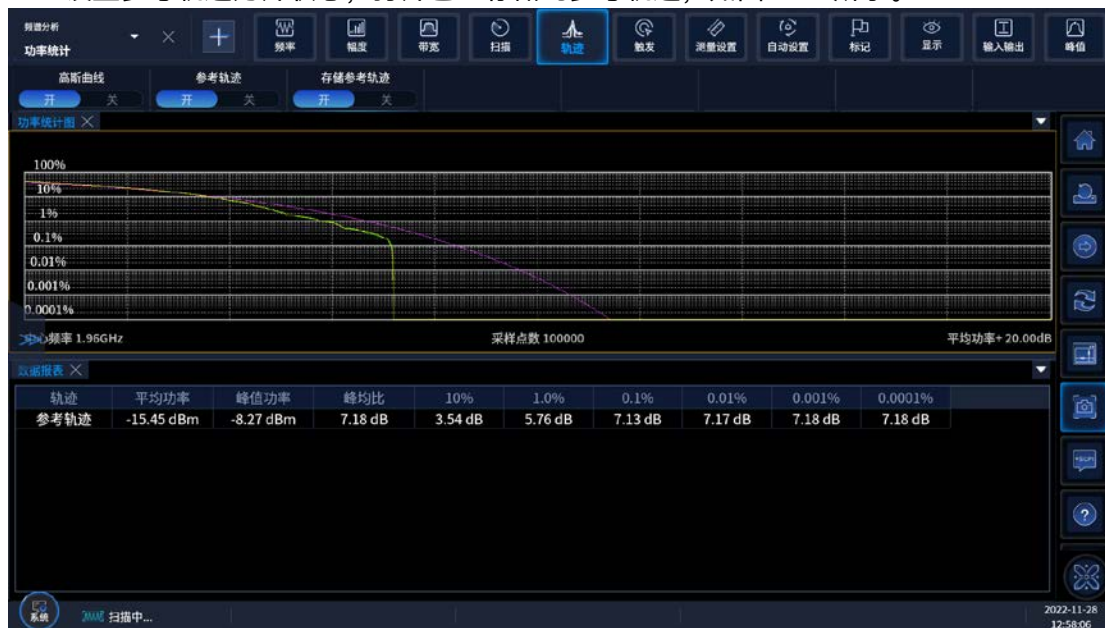 频谱分析
功率统计
频率
幅度
带宽
扫描
轨迹
触发
测量设置
自动设置
标记
显示
输入输出
峰值
高斯曲线
参考轨迹
存储参考轨迹
开 关
开 关
开 关
功率统计图
100%
10%
1%
0.1%
0.01%
0.001%
0.0001%
中心频率 1.96GHz
采样点数 100000
平均功率+ 20.00dB
数据报表
轨迹 平均功率 峰值功率 峰均比 10% 1.0% 0.1% 0.01% 0.001% 0.0001%
参考轨迹 -15.45 dBm -8.27 dBm 7.18 dB 3.54 dB 5.76 dB 7.13 dB 7.17 dB 7.18 dB 7.18 dB
系统
扫描中...
2022-11-28
12:58:06